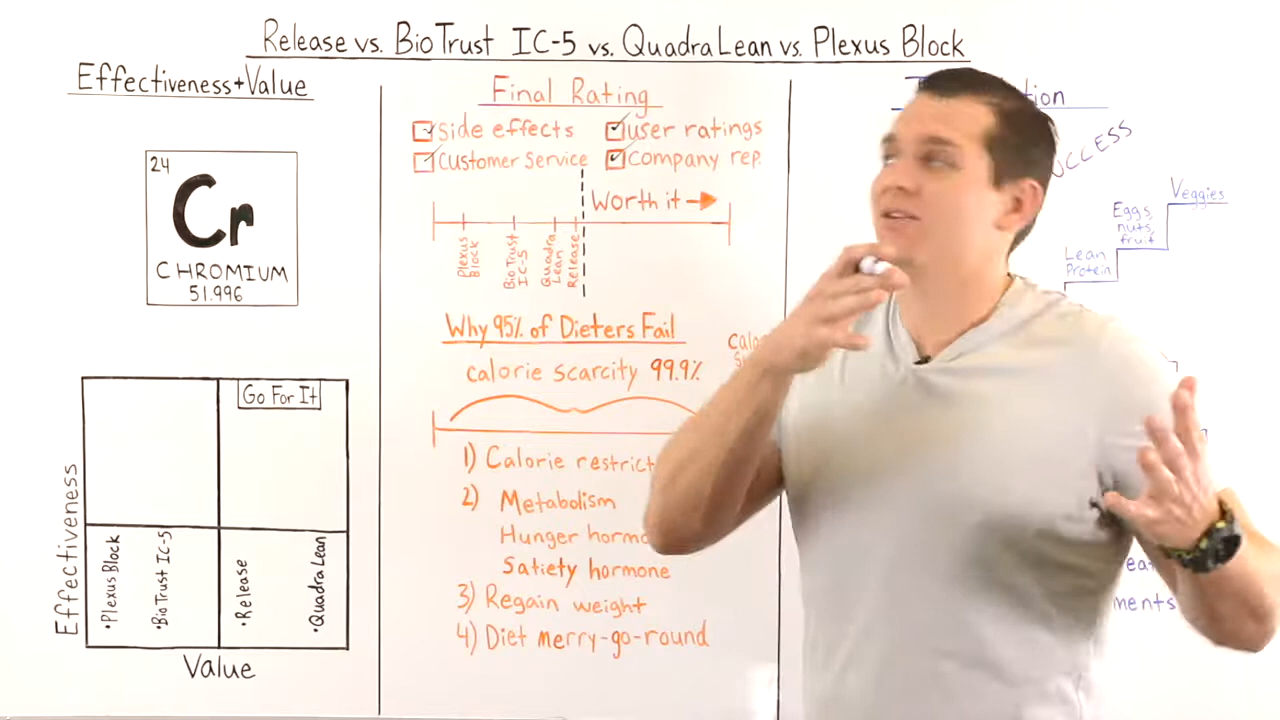 Release vs. BioTrust IC-5 vs. QuadraLean vs. Plexus Block
Effectiveness+Value
24
Cr
CHROMIUM
51.996
Go For It
Effectiveness
•Plexus Block
•BioTrust IC-5
•Release
•Quadra Lean
Value
Final Rating
side effects
user ratings
Customer Service
company rep.
Worth it
Plexus
Block
BioTrust
IC-5
Quadra
Lean
Release
Why 95% of Dieters Fail
calorie scarcity 99.9%
1) Calorie restrict
2) Metabolism
Hunger hormo
Satiety hormone
3) Regain weight
4) Diet merry-go-round
Veggies
Eggs,
nuts,
fruit
Lean
Protein